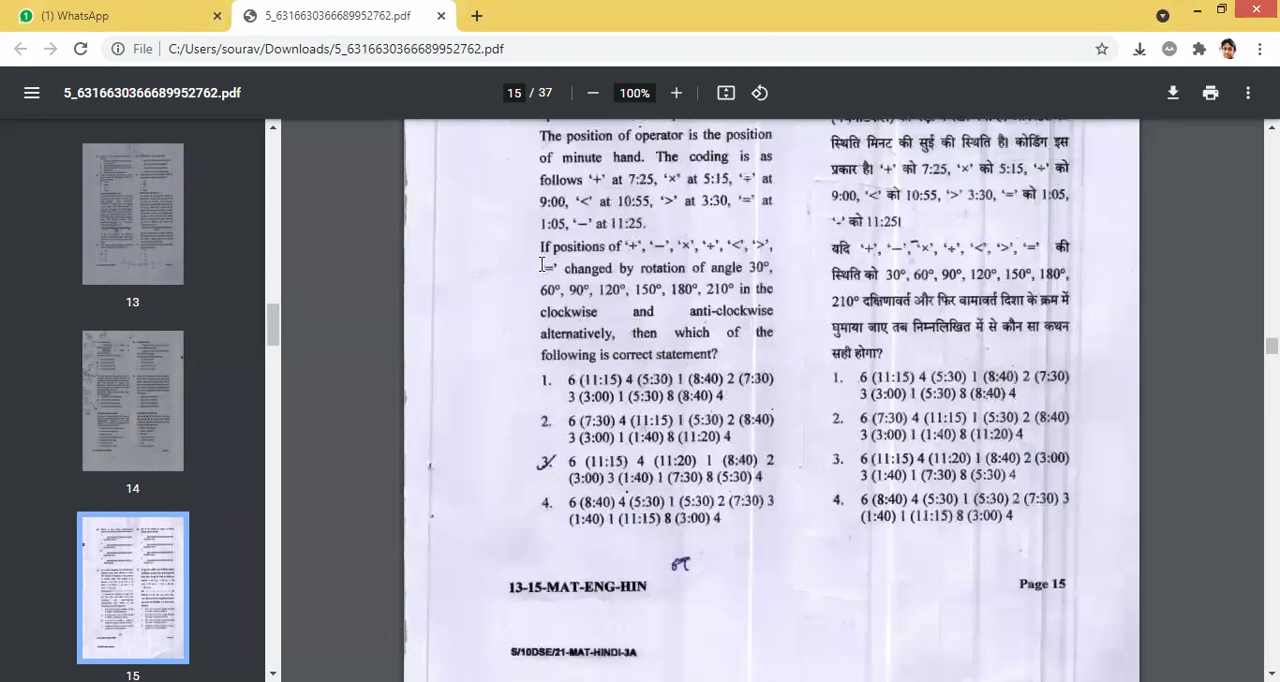 (1) WhatsApp
5_6316630366689952762.pdf
File
C:/Users/sourav/Downloads/5_6316630366689952762.pdf
5_6316630366689952762.pdf
15 / 37
100%
13
14
15
The position of operator is the position
of minute hand. The coding is as
follows ‘+’ at 7:25, ‘×’ at 5:15, ‘÷’ at
9:00, ‘<’ at 10:55, ‘>’ at 3:30, ‘=’ at
1:05, ‘−’ at 11:25.
If positions of ‘+’, ‘−’, ‘×’, ‘÷’, ‘<’, ‘>’,
‘=’ changed by rotation of angle 30°,
60°, 90°, 120°, 150°, 180°, 210° in the
clockwise and anti-clockwise
alternatively, then which of the
following is correct statement?
1. 6 (11:15) 4 (5:30) 1 (8:40) 2 (7:30)
3 (3:00) 1 (5:30) 8 (8:40) 4
2. 6 (7:30) 4 (11:15) 1 (5:30) 2 (8:40)
3 (3:00) 1 (1:40) 8 (11:20) 4
3. 6 (11:15) 4 (11:20) 1 (8:40) 2
(3:00) 3 (1:40) 1 (7:30) 8 (5:30) 4
4. 6 (8:40) 4 (5:30) 1 (5:30) 2 (7:30) 3
(1:40) 1 (11:15) 8 (3:00) 4
स्थिति मिनट की सुई की स्थिति है। कोडिंग इस
प्रकार है। ‘+’ को 7:25, ‘×’ को 5:15, ‘÷’ को
9:00, ‘<’ को 10:55, ‘>’ 3:30, ‘=’ को 1:05,
‘-’ को 11:25।
यदि ‘+’, ‘−’, ‘×’, ‘÷’, ‘<’, ‘>’, ‘=’ की
स्थिति को 30°, 60°, 90°, 120°, 150°, 180°,
210° दक्षिणावर्त और फिर वामावर्त दिशा के क्रम में
घुमाया जाए तब निम्नलिखित में से कौन सा कथन
सही होगा?
1. 6 (11:15) 4 (5:30) 1 (8:40) 2 (7:30)
3 (3:00) 1 (5:30) 8 (8:40) 4
2. 6 (7:30) 4 (11:15) 1 (5:30) 2 (8:40)
3 (3:00) 1 (1:40) 8 (11:20) 4
3. 6 (11:15) 4 (11:20) 1 (8:40) 2 (3:00)
3 (1:40) 1 (7:30) 8 (5:30) 4
4. 6 (8:40) 4 (5:30) 1 (5:30) 2 (7:30) 3
(1:40) 1 (11:15) 8 (3:00) 4
13-15-MAT-ENG-HIN
Page 15
S/10DSE/21-MAT-HINDI-3A